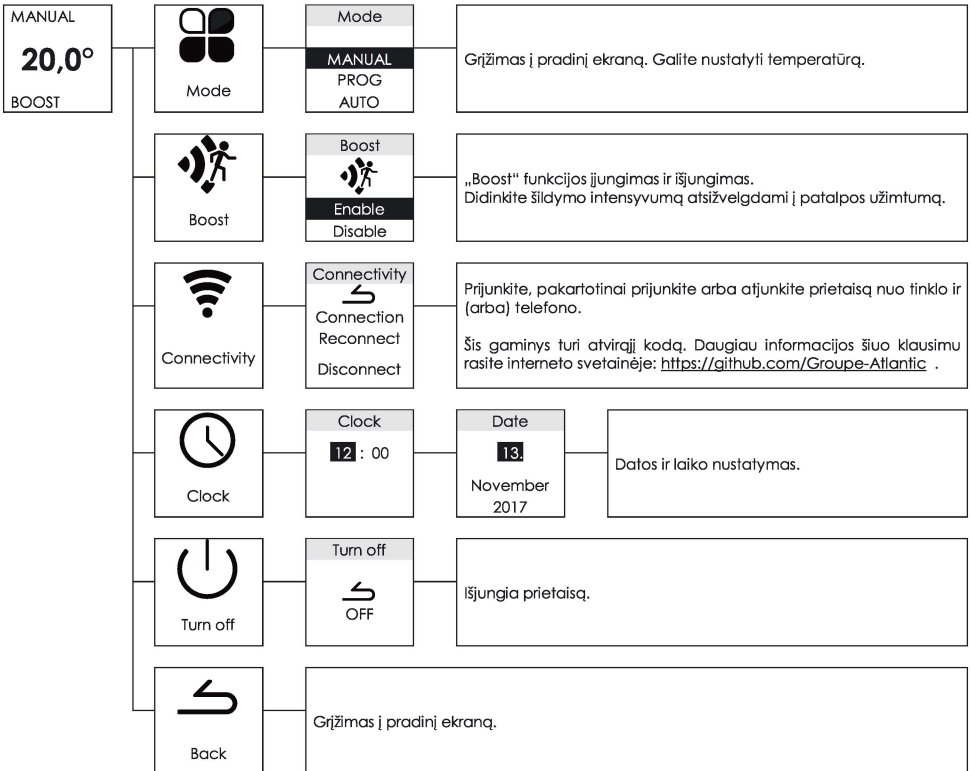 MANUAL
20,0°
BOOST
Mode
Mode
MANUAL
PROG
AUTO
Grįžimas į pradinį ekraną. Galite nustatyti temperatūrą.
Boost
Boost
Enable
Disable
„Boost“ funkcijos įjungimas ir išjungimas.
Didinkite šildymo intensyvumą atsižvelgdami į patalpos užimtumą.
Connectivity
Connectivity
Connection
Reconnect
Disconnect
Prijunkite, pakartotinai prijunkite arba atjunkite prietaisą nuo tinklo ir
(arba) telefono.
Šis gaminys turi atvirąjį kodą. Daugiau informacijos šiuo klausimu
rasite interneto svetainėje: https://github.com/Groupe-Atlantic .
Clock
Clock
12 : 00
Date
13.
November
2017
Datos ir laiko nustatymas.
Turn off
Turn off
OFF
Išjungia prietaisą.
Back
Grįžimas į pradinį ekraną.